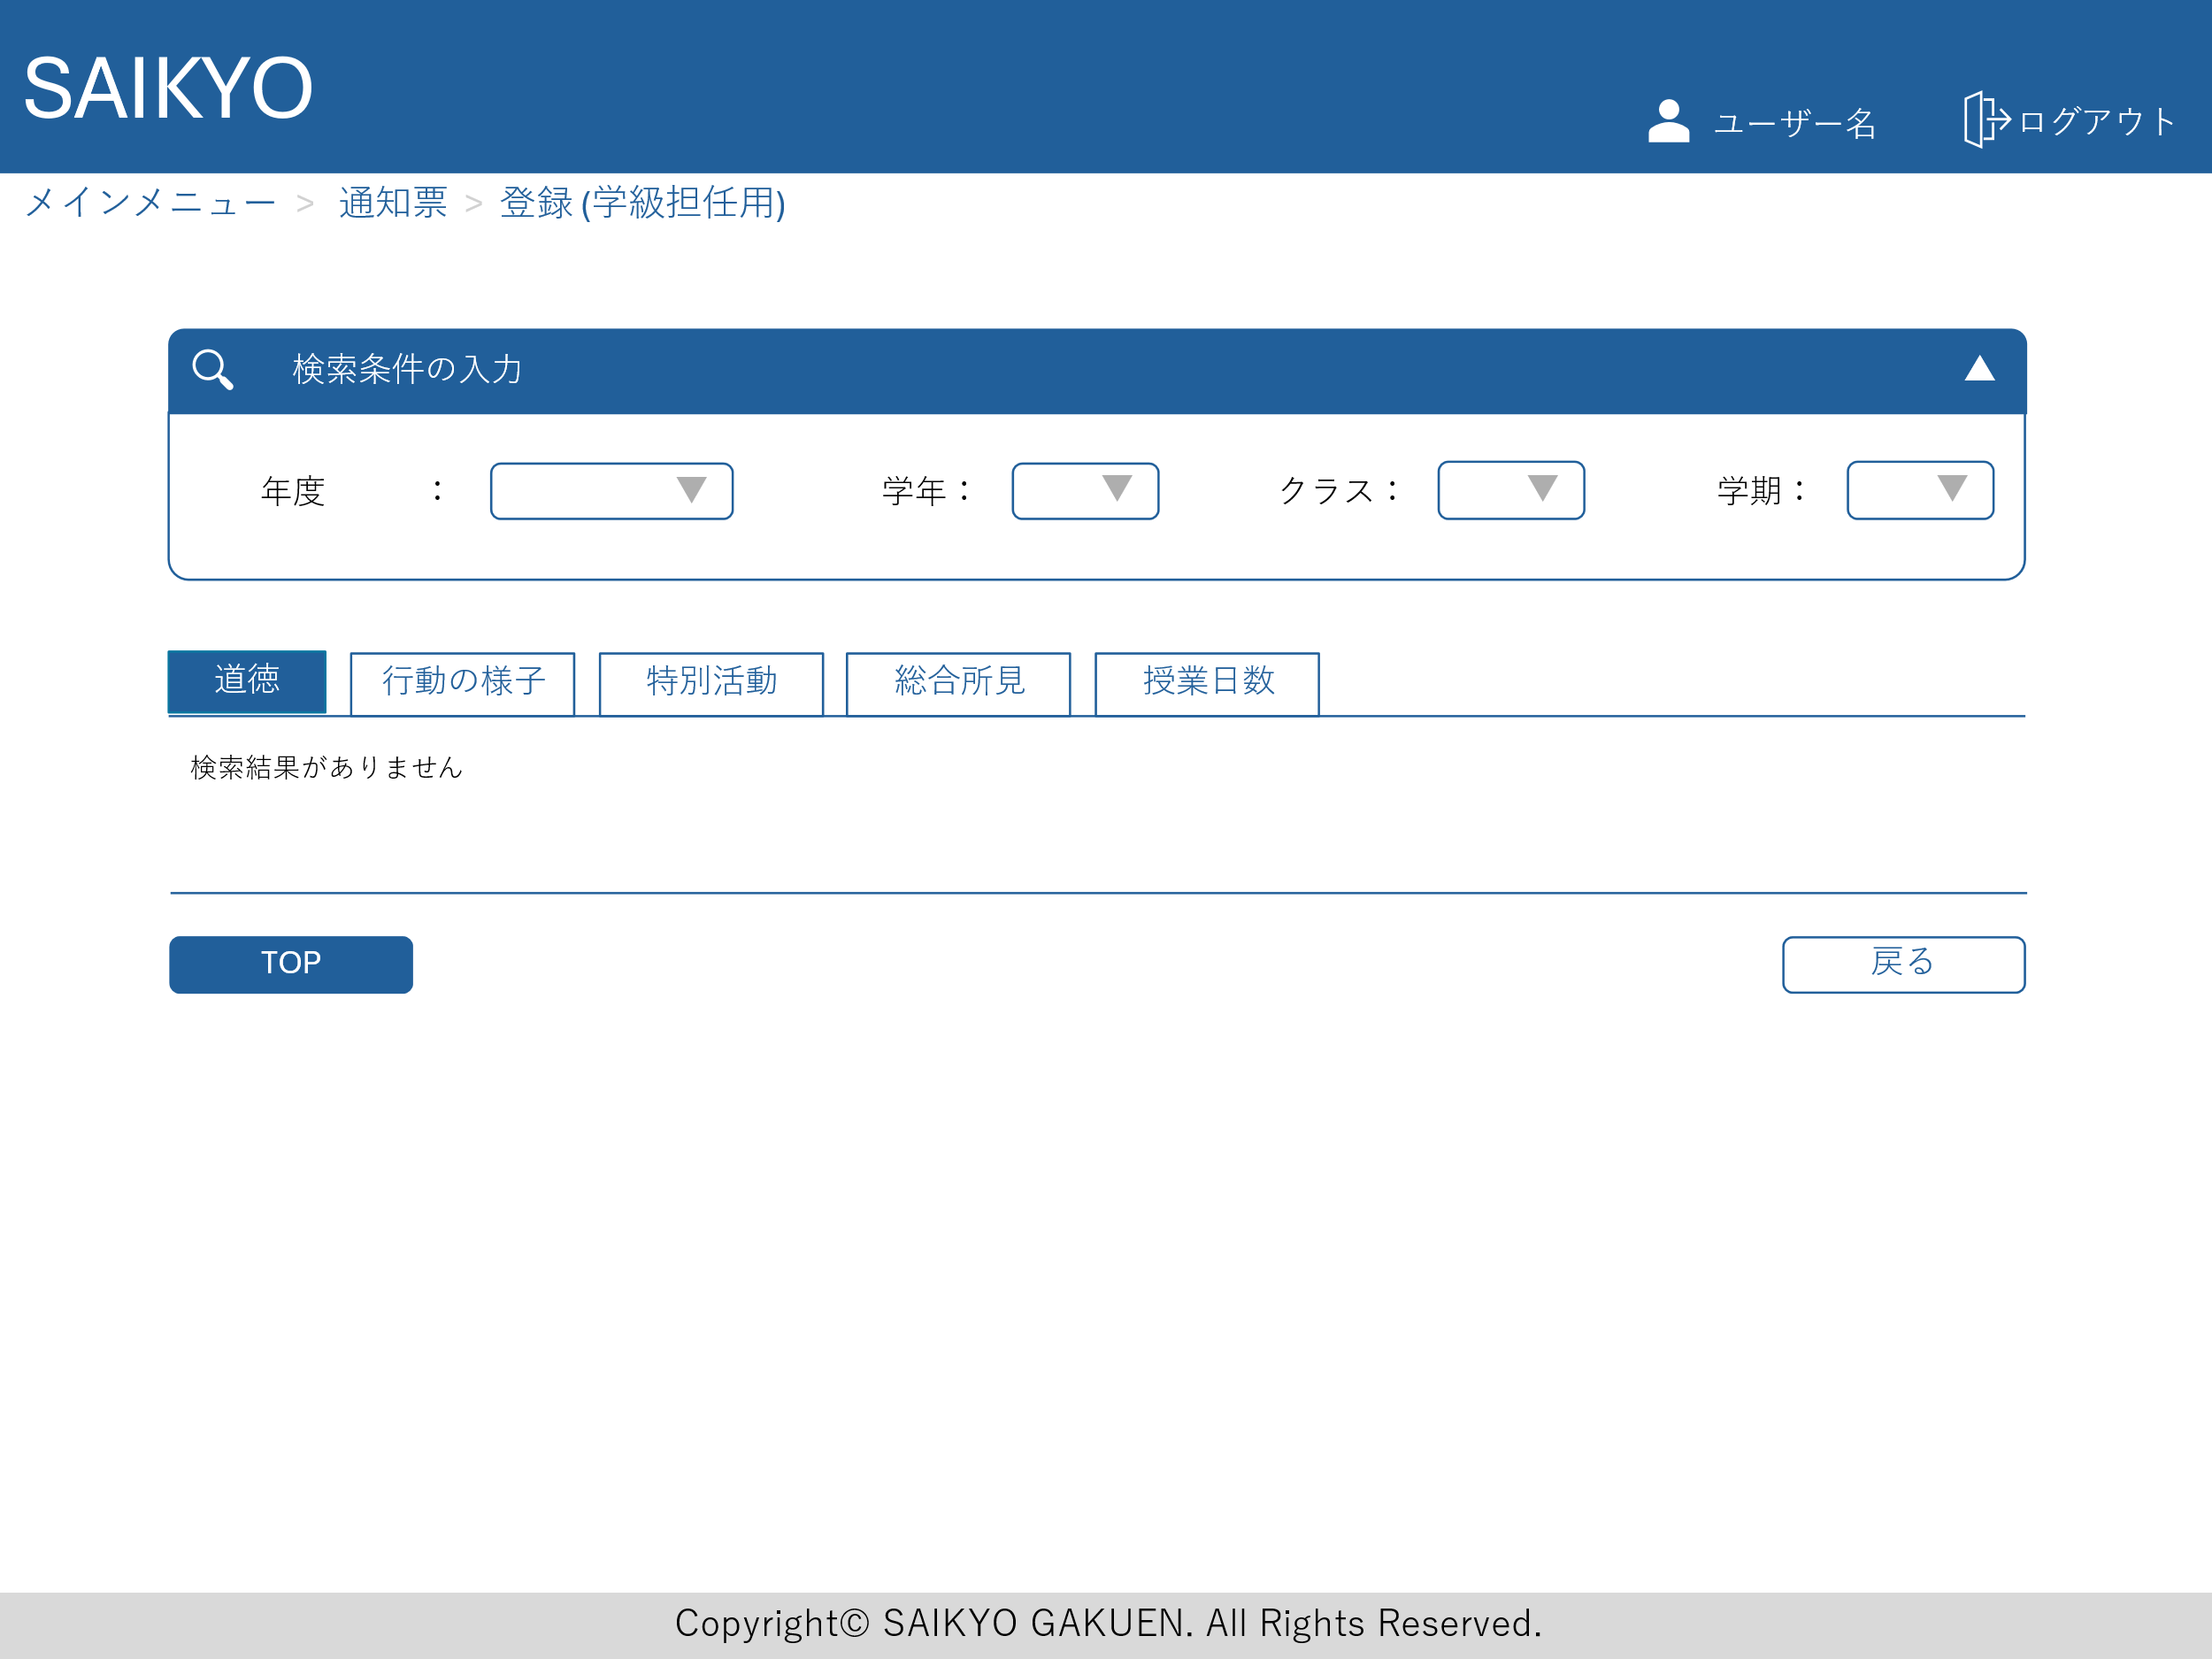 SAIKYO
ユーザー名 ログアウト
メインメニュー > 通知票 > 登録 (学級担任用)
検索条件の入力
年度 : 学年: クラス: 学期:
道徳 行動の様子 特別活動 総合所見 授業日数
検索結果がありません
TOP 戻る
Copyright© SAIKYO GAKUEN. All Rights Reserved.